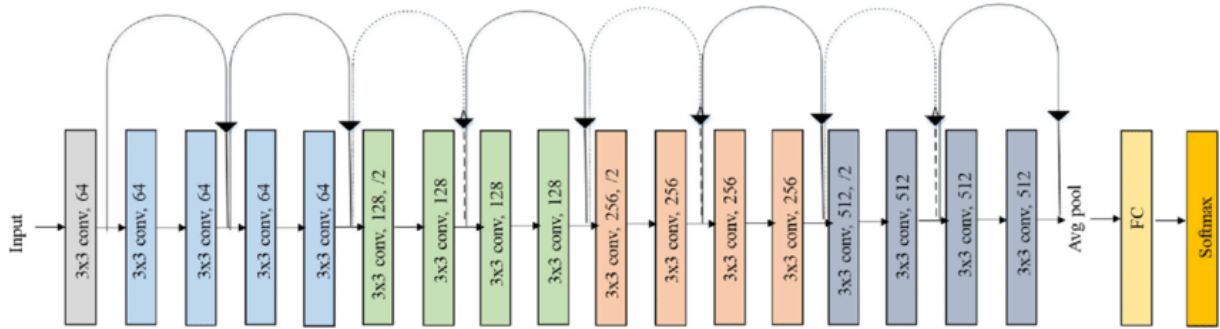 Input
3x3 conv, 64
3x3 conv, 64
3x3 conv, 64
3x3 conv, 64
3x3 conv, 64
3x3 conv, 128, /2
3x3 conv, 128
3x3 conv, 128
3x3 conv, 128
3x3 conv, 256, /2
3x3 conv, 256
3x3 conv, 256
3x3 conv, 256
3x3 conv, 512, /2
3x3 conv, 512
3x3 conv, 512
3x3 conv, 512
Avg pool
FC
Softmax